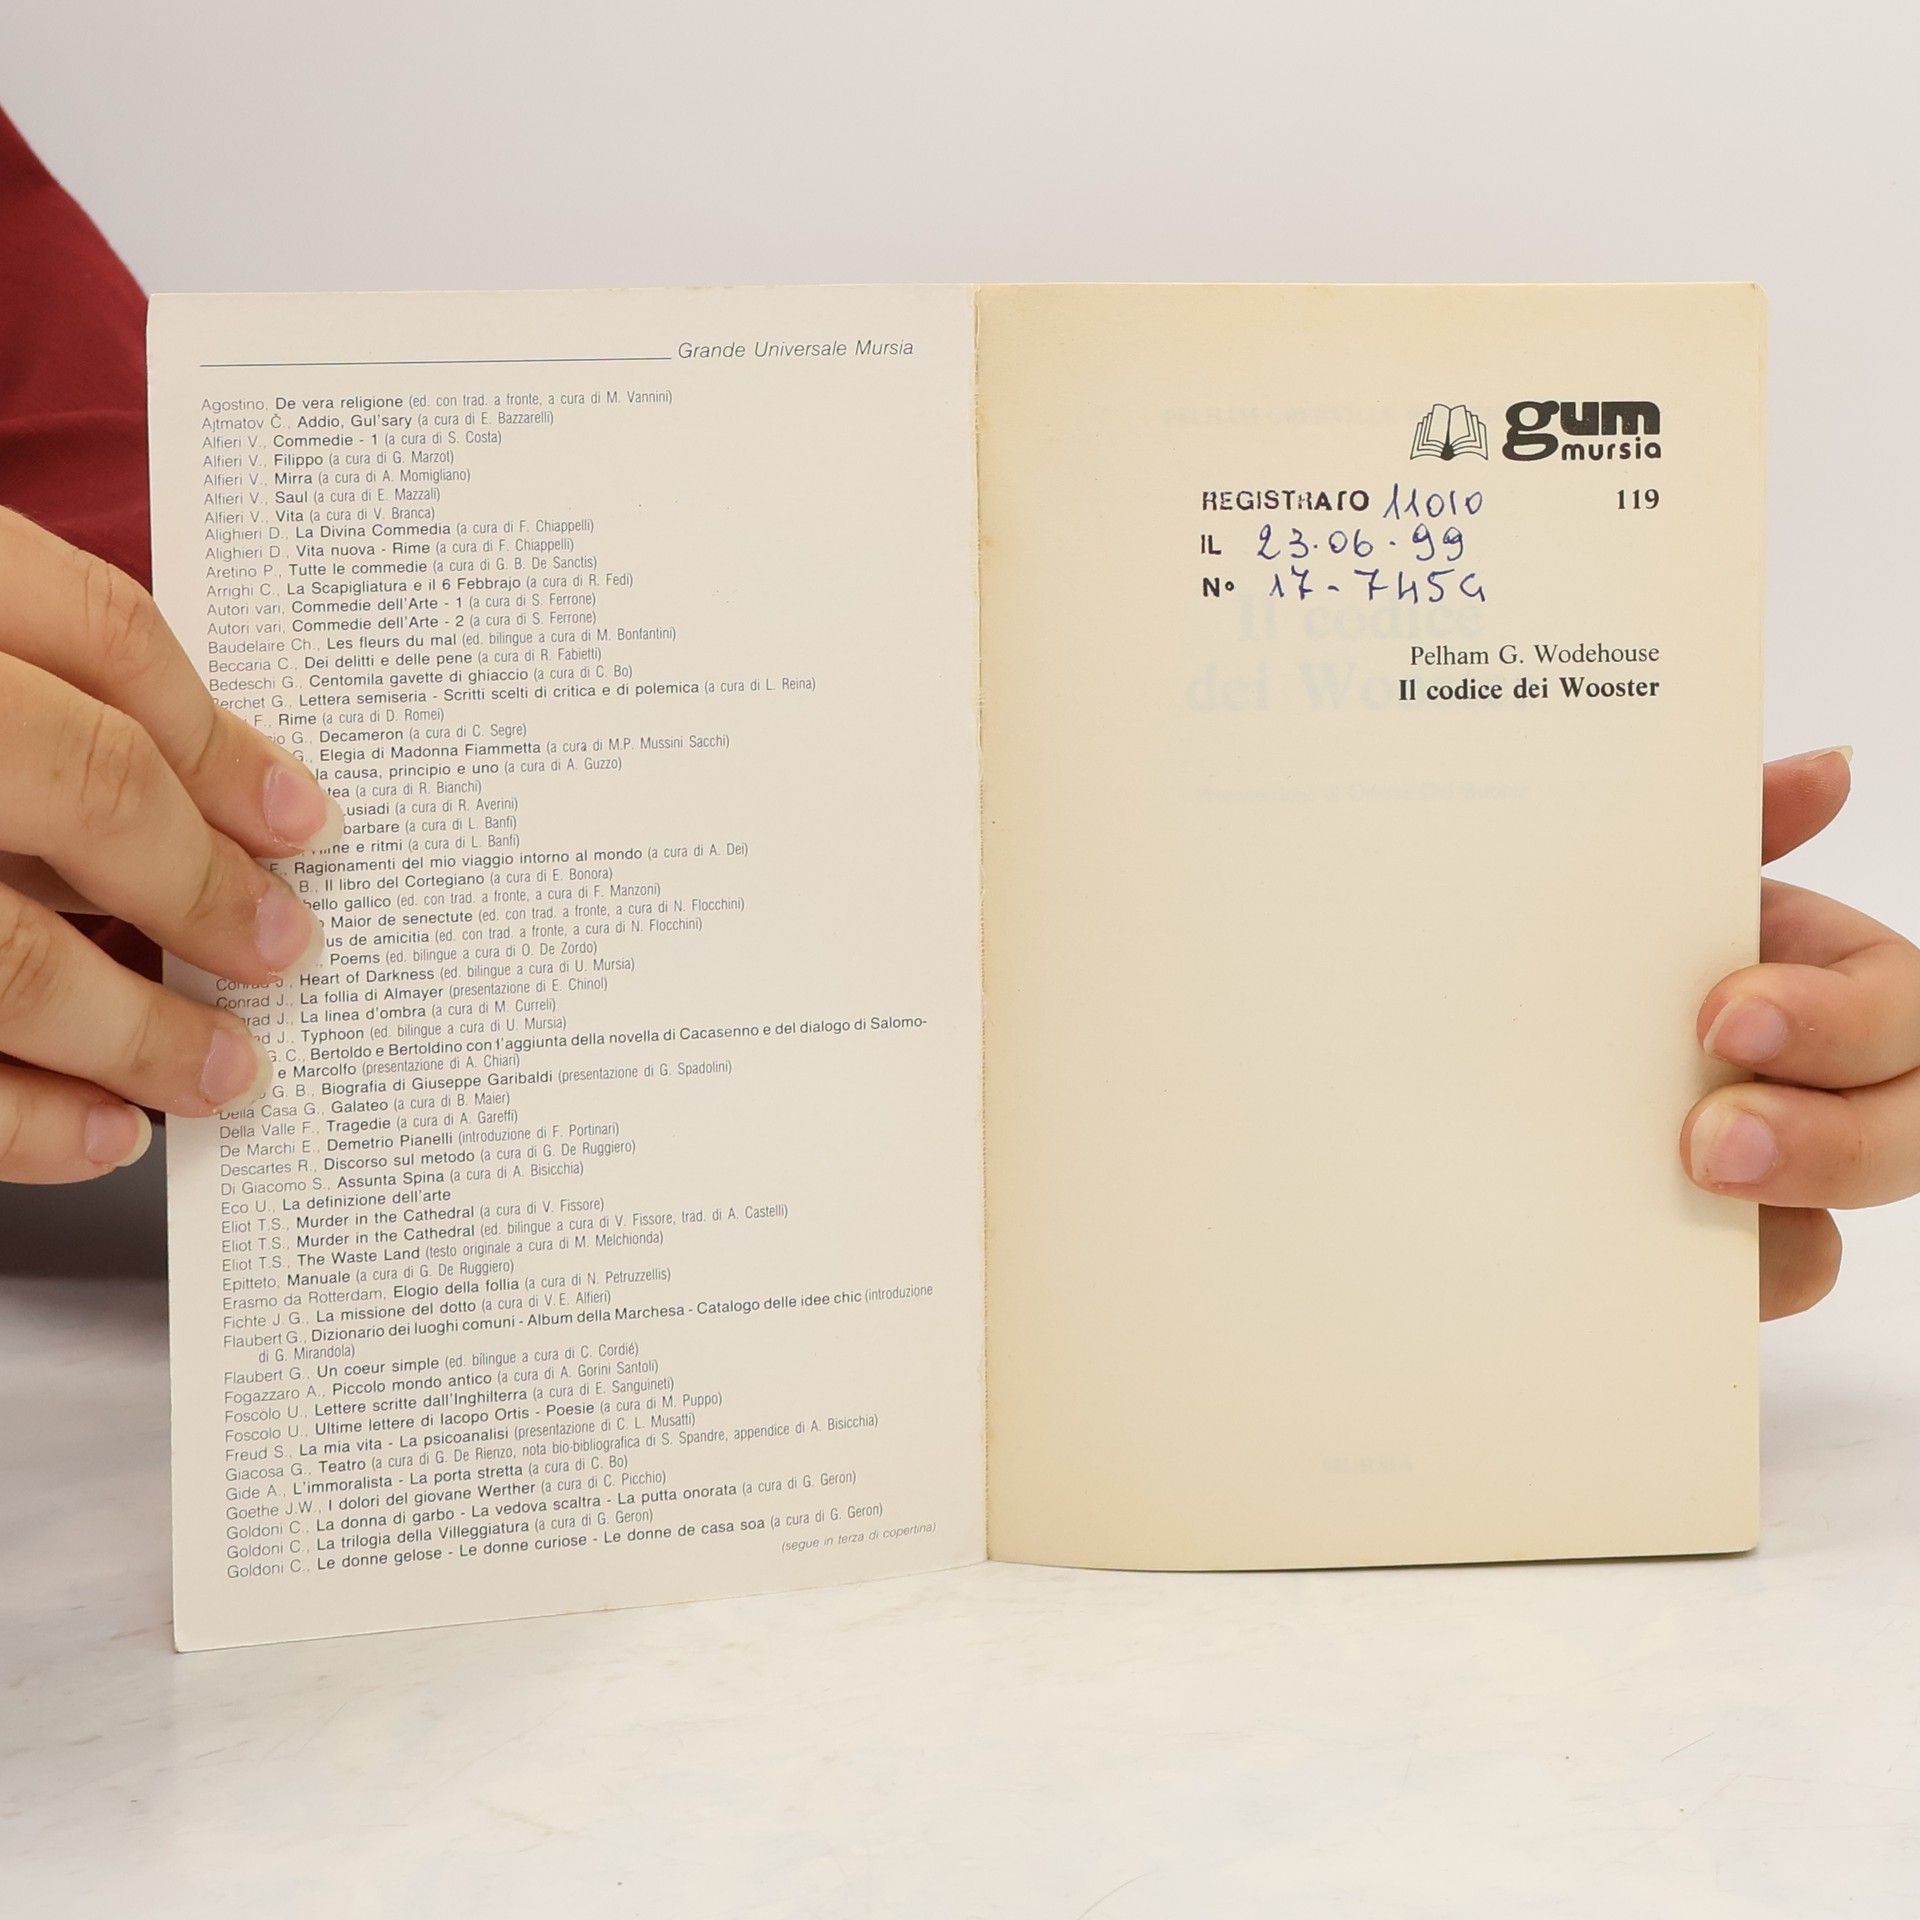 Grande Universale Mursia
Agostino, De vera religione (ed. con trad. a fronte, a cura di M. Vannini)
Ajtmatov Č., Addio, Gul'sary (a cura di E. Bazzarelli)
Alfieri V., Commedie - 1 (a cura di S. Costa)
Alfieri V., Filippo (a cura di G. Marzot)
Alfieri V., Mirra (a cura di A. Momigliano)
Alfieri V., Saul (a cura di E. Mazzali)
Alfieri V., Vita (a cura di V. Branca)
Alighieri D., La Divina Commedia (a cura di F. Chiappelli)
Alighieri D., Vita nuova - Rime (a cura di F. Chiappelli)
Aretino P., Tutte le commedie (a cura di G. B. De Sanctis)
Arrighi C., La Scapigliatura e il 6 Febbrajo (a cura di R. Fedi)
Autori vari, Commedie dell'Arte - 1 (a cura di S. Ferrone)
Autori vari, Commedie dell'Arte - 2 (a cura di S. Ferrone)
Baudelaire Ch., Les fleurs du mal (ed. bilingue a cura di M. Bonfantini)
Beccaria C., Dei delitti e delle pene (a cura di R. Fabietti)
Bedeschi G., Centomila gavette di ghiaccio (a cura di C. Bo)
Berchet G., Lettera semiseria - Scritti scelti di critica e di polemica (a cura di L. Reina)
F., Rime (a cura di D. Romei)
G., Decameron (a cura di C. Segre)
G., Elegia di Madonna Fiammetta (a cura di M.P. Mussini Sacchi)
la causa, principio e uno (a cura di A. Guzzo)
(a cura di R. Bianchi)
(a cura di R. Averini)
barbare (a cura di L. Banfi)
e ritmi (a cura di L. Banfi)
F., Ragionamenti del mio viaggio intorno al mondo (a cura di A. Dei)
B., Il libro del Cortegiano (a cura di E. Bonora)
bello gallico (ed. con trad. a fronte, a cura di F. Manzoni)
Maior de senectute (ed. con trad. a fronte, a cura di N. Flocchini)
de amicitia (ed. con trad. a fronte, a cura di N. Flocchini)
Poems (ed. bilingue a cura di O. De Zordo)
Conrad J., Heart of Darkness (ed. bilingue a cura di U. Mursia)
Conrad J., La follia di Almayer (presentazione di E. Chinol)
J., La linea d'ombra (a cura di M. Curreli)
J., Typhoon (ed. bilingue a cura di U. Mursia)
G. C., Bertoldo e Bertoldino con l'aggiunta della novella di Cacasenno e del dialogo di Salomo-
e Marcolfo (presentazione di A. Chiari)
G. B., Biografia di Giuseppe Garibaldi (presentazione di G. Spadolini)
Della Casa G., Galateo (a cura di B. Maier)
Della Valle F., Tragedie (a cura di A. Gareffi)
De Marchi E., Demetrio Pianelli (introduzione di F. Portinari)
Descartes R., Discorso sul metodo (a cura di G. De Ruggiero)
Di Giacomo S., Assunta Spina (a cura di A. Bisicchia)
Eco U., La definizione dell'arte
Eliot T.S., Murder in the Cathedral (a cura di V. Fissore)
Eliot T.S., Murder in the Cathedral (ed. bilingue a cura di V. Fissore, trad. di A. Castelli)
Eliot T.S., The Waste Land (testo originale a cura di M. Melchionda)
Epitteto, Manuale (a cura di G. De Ruggiero)
Erasmo da Rotterdam, Elogio della follia (a cura di N. Petruzzellis)
Fichte J. G., La missione del dotto (a cura di V. E. Alfieri)
Flaubert G., Dizionario dei luoghi comuni - Album della Marchesa - Catalogo delle idee chic (introduzione
di G. Mirandola)
Flaubert G., Un coeur simple (ed. bilingue a cura di C. Cordié)
Fogazzaro A., Piccolo mondo antico (a cura di A. Gorini Santoli)
Foscolo U., Lettere scritte dall'Inghilterra (a cura di E. Sanguineti)
Foscolo U., Ultime lettere di Iacopo Ortis - Poesie (a cura di M. Puppo)
Freud S., La mia vita - La psicoanalisi (presentazione di C. L. Musatti)
Giacosa G., Teatro (a cura di G. De Rienzo, nota bio-bibliografica di S. Spandre, appendice di A. Bisicchia)
Gide A., L'immoralista - La porta stretta (a cura di C. Bo)
Goethe J.W., I dolori del giovane Werther (a cura di C. Picchio)
Goldoni C., La donna di garbo - La vedova scaltra - La putta onorata (a cura di G. Geron)
Goldoni C., La trilogia della Villeggiatura (a cura di G. Geron)
Goldoni C., Le donne gelose - Le donne curiose - Le donne de casa soa (a cura di G. Geron)
(segue in terza di copertina)
gum
mursia
REGISTRATO 11010
119
IL 23.06.99
N° 17-745G
Pelham G. Wodehouse
Il codice dei Wooster